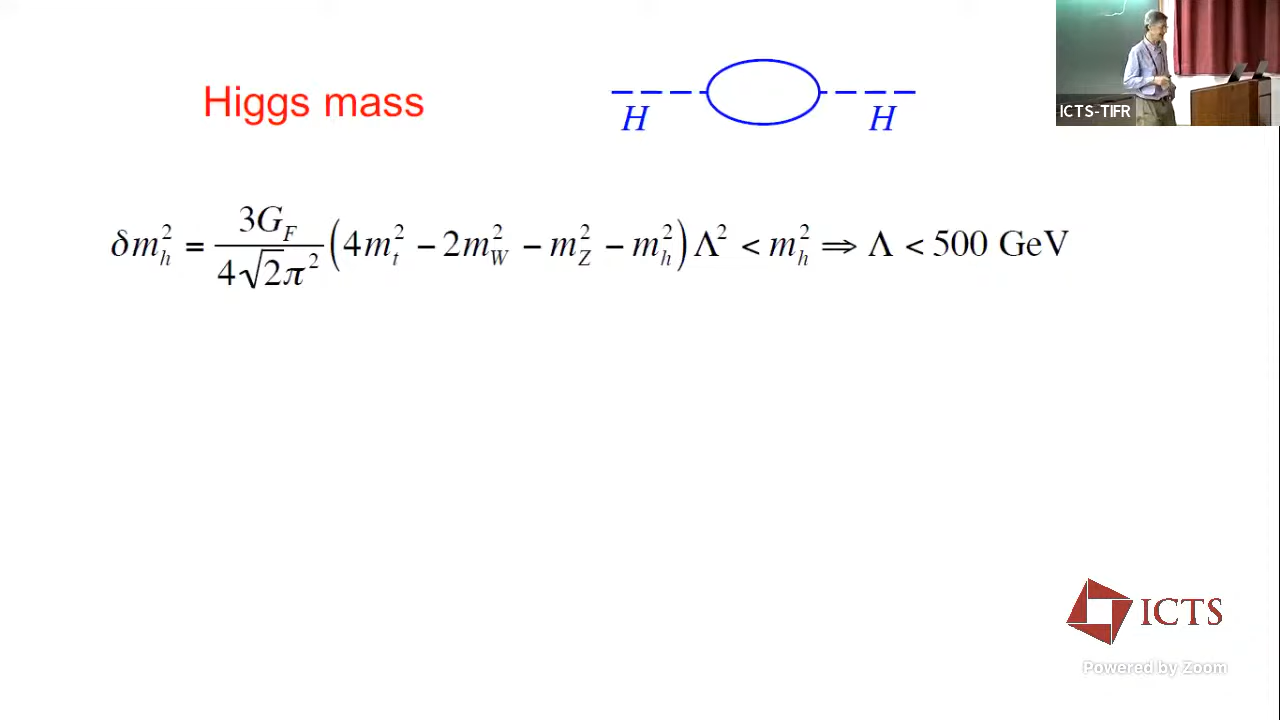 Higgs mass
H H
δm_h^2 = \frac{3G_F}{4\sqrt{2}π^2} (4m_t^2 − 2m_W^2 − m_Z^2 − m_h^2) Λ^2 < m_h^2 ⇒ Λ < 500 GeV
ICTS-TIFR
ICTS
Powered by Zoom